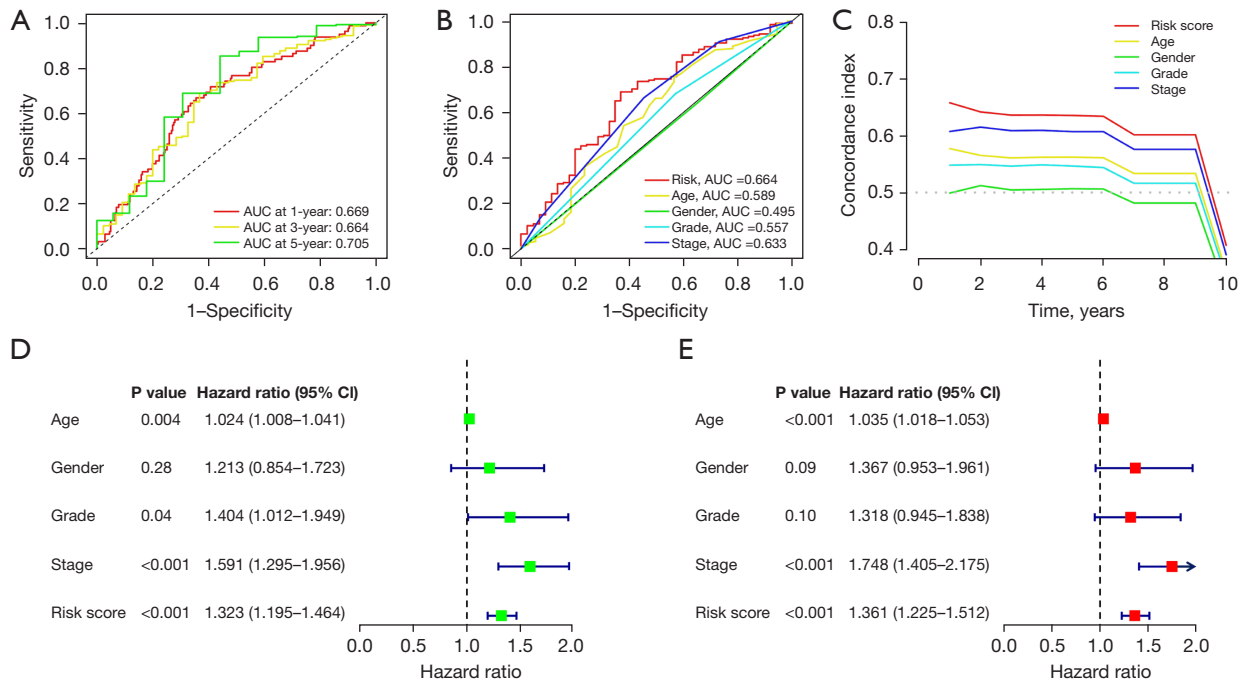 A
1.0
0.8
0.6
0.4
0.2
0.0
Sensitivity
AUC at 1-year: 0.669
AUC at 3-year: 0.664
AUC at 5-year: 0.705
0.0 0.2 0.4 0.6 0.8 1.0
1–Specificity
B
1.0
0.8
0.6
0.4
0.2
0.0
Sensitivity
Risk, AUC =0.664
Age, AUC =0.589
Gender, AUC =0.495
Grade, AUC =0.557
Stage, AUC =0.633
0.0 0.2 0.4 0.6 0.8 1.0
1–Specificity
C
0.8
0.7
0.6
0.5
0.4
Concordance index
Risk score
Age
Gender
Grade
Stage
0 2 4 6 8 10
Time, years
D
P value Hazard ratio (95% CI)
Age 0.004 1.024 (1.008–1.041)
Gender 0.28 1.213 (0.854–1.723)
Grade 0.04 1.404 (1.012–1.949)
Stage <0.001 1.591 (1.295–1.956)
Risk score <0.001 1.323 (1.195–1.464)
0.0 0.5 1.0 1.5 2.0
Hazard ratio
E
P value Hazard ratio (95% CI)
Age <0.001 1.035 (1.018–1.053)
Gender 0.09 1.367 (0.953–1.961)
Grade 0.10 1.318 (0.945–1.838)
Stage <0.001 1.748 (1.405–2.175)
Risk score <0.001 1.361 (1.225–1.512)
0.0 0.5 1.0 1.5 2.0
Hazard ratio